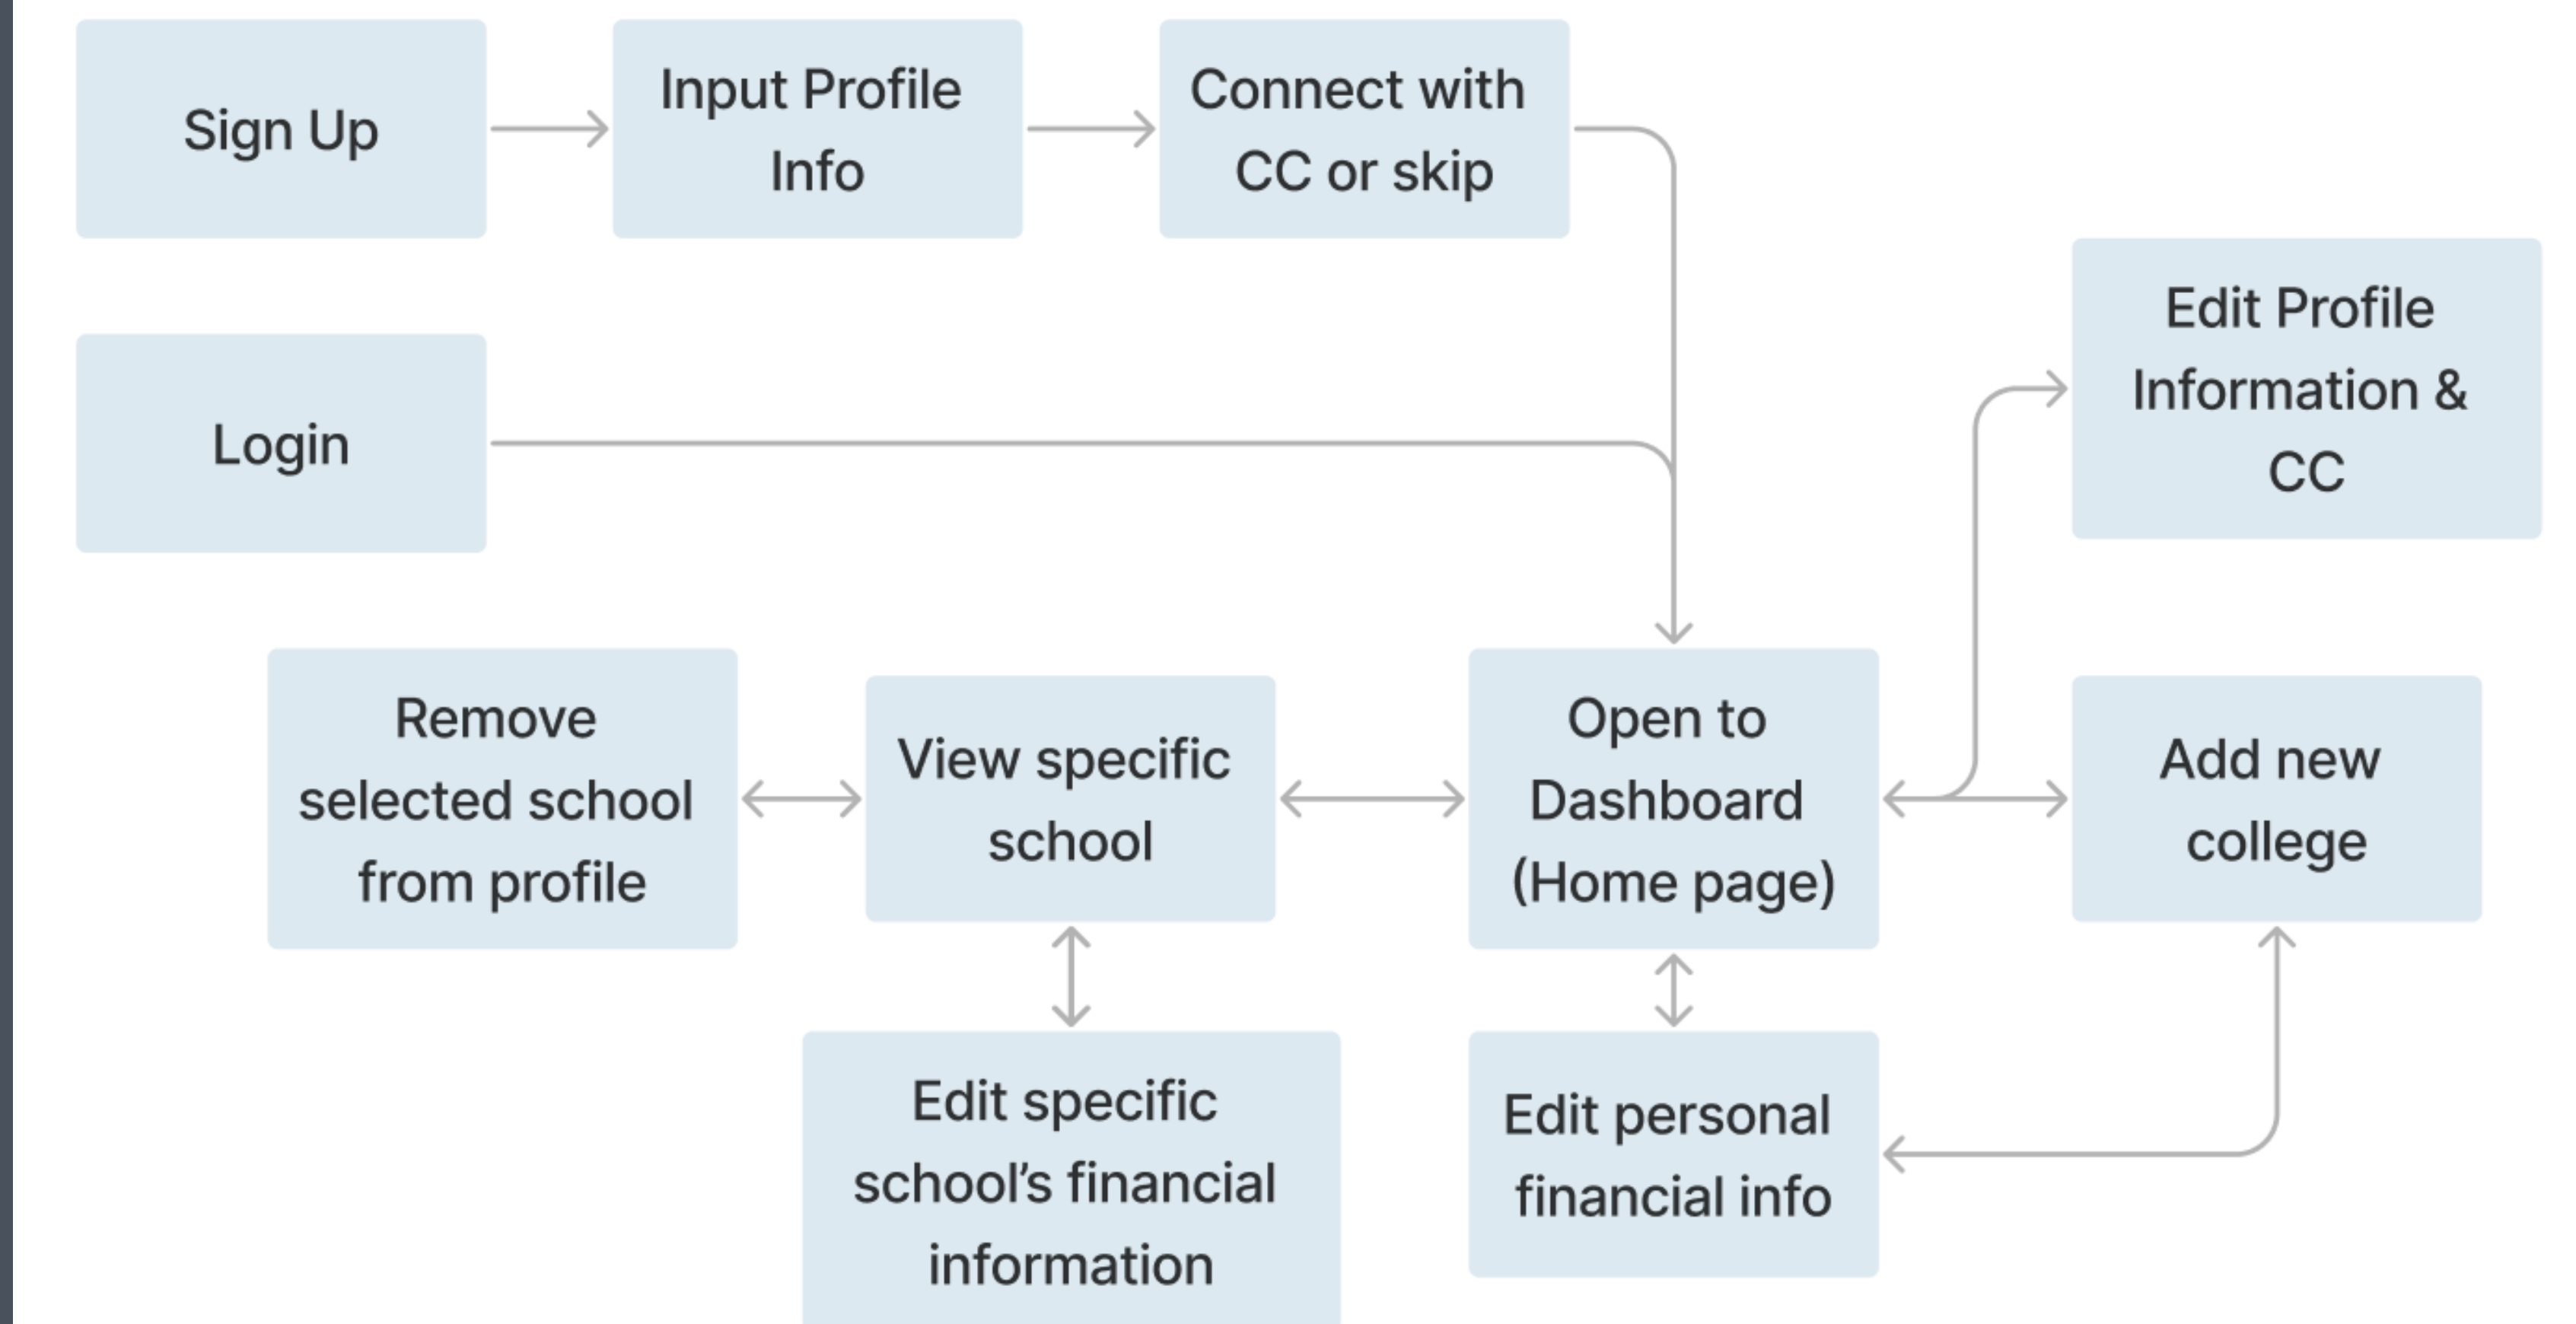 Sign Up
Input Profile
Info
Connect with
CC or skip
Login
Edit Profile
Information &
CC
Remove
selected school
from profile
View specific
school
Open to
Dashboard
(Home page)
Add new
college
Edit specific
school’s financial
information
Edit personal
financial info